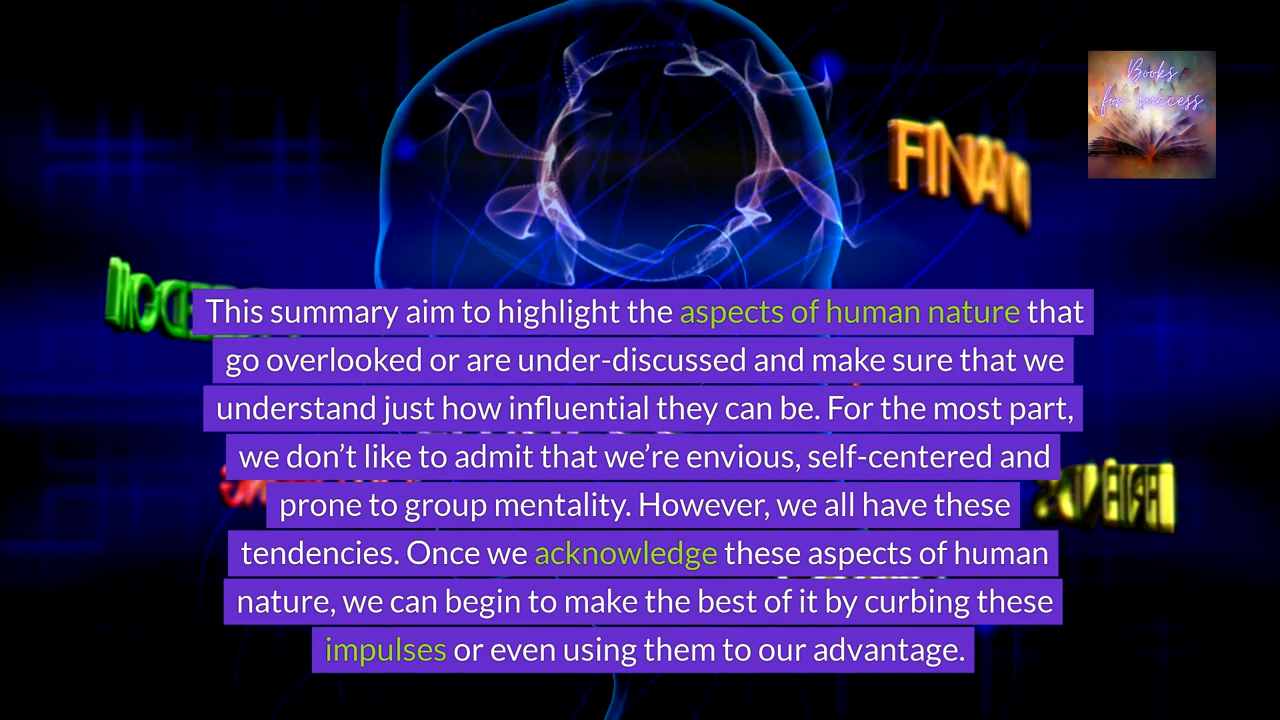 Books
for success
FINAN
This summary aim to highlight the aspects of human nature that
go overlooked or are under-discussed and make sure that we
understand just how influential they can be. For the most part,
we don’t like to admit that we’re envious, self-centered and
prone to group mentality. However, we all have these
tendencies. Once we acknowledge these aspects of human
nature, we can begin to make the best of it by curbing these
impulses or even using them to our advantage.